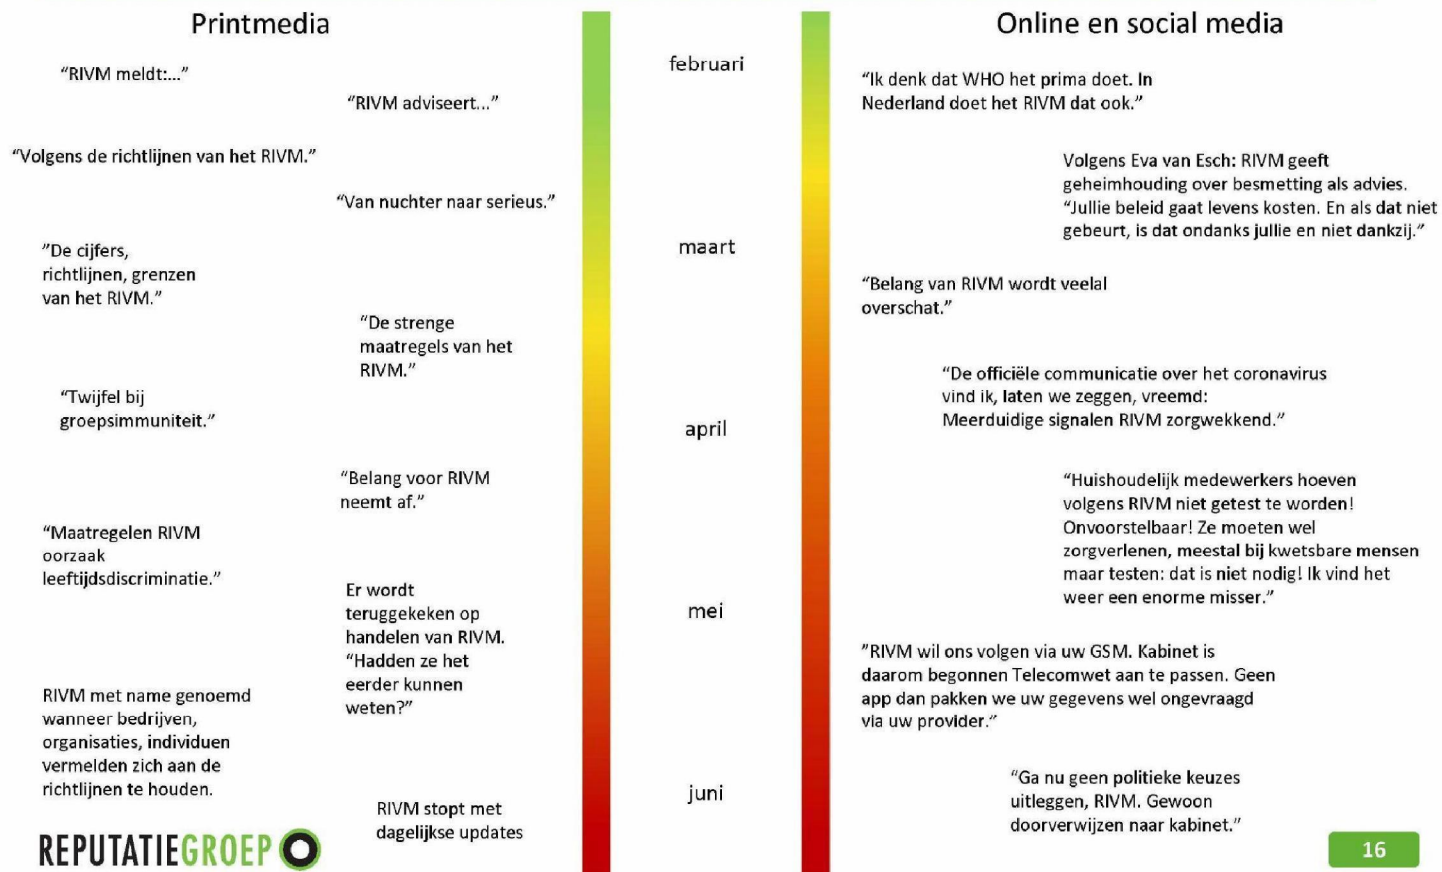 Printmedia
“RIVM meldt:...”
“RIVM adviseert...”
“Volgens de richtlijnen van het RIVM.”
“Van nuchter naar serieus.”
”De cijfers,
richtlijnen, grenzen
van het RIVM.”
“De strenge
maatregels van het
RIVM.”
“Twijfel bij
groepsimmuniteit.”
“Belang voor RIVM
neemt af.”
“Maatregelen RIVM
oorzaak
leeftijdsdiscriminatie.”
Er wordt
teruggekeken op
handelen van RIVM.
“Hadden ze het
eerder kunnen
weten?”
RIVM met name genoemd
wanneer bedrijven,
organisaties, individuen
vermelden zich aan de
richtlijnen te houden.
RIVM stopt met
dagelijkse updates
februari
maart
april
mei
juni
Online en social media
“Ik denk dat WHO het prima doet. In
Nederland doet het RIVM dat ook.”
Volgens Eva van Esch: RIVM geeft
geheimhouding over besmetting als advies.
“Jullie beleid gaat levens kosten. En als dat niet
gebeurt, is dat ondanks jullie en niet dankzij.”
“Belang van RIVM wordt veelal
overschat.”
“De officiële communicatie over het coronavirus
vind ik, laten we zeggen, vreemd:
Meerduidige signalen RIVM zorgwekkend.”
“Huishoudelijk medewerkers hoeven
volgens RIVM niet getest te worden!
Onvoorstelbaar! Ze moeten wel
zorgverlenen, meestal bij kwetsbare mensen
maar testen: dat is niet nodig! Ik vind het
weer een enorme misser.”
”RIVM wil ons volgen via uw GSM. Kabinet is
daarom begonnen Telecomwet aan te passen. Geen
app dan pakken we uw gegevens wel ongevraagd
via uw provider.”
“Ga nu geen politieke keuzes
uitleggen, RIVM. Gewoon
doorverwijzen naar kabinet.”
REPUTATIEGROEP
16